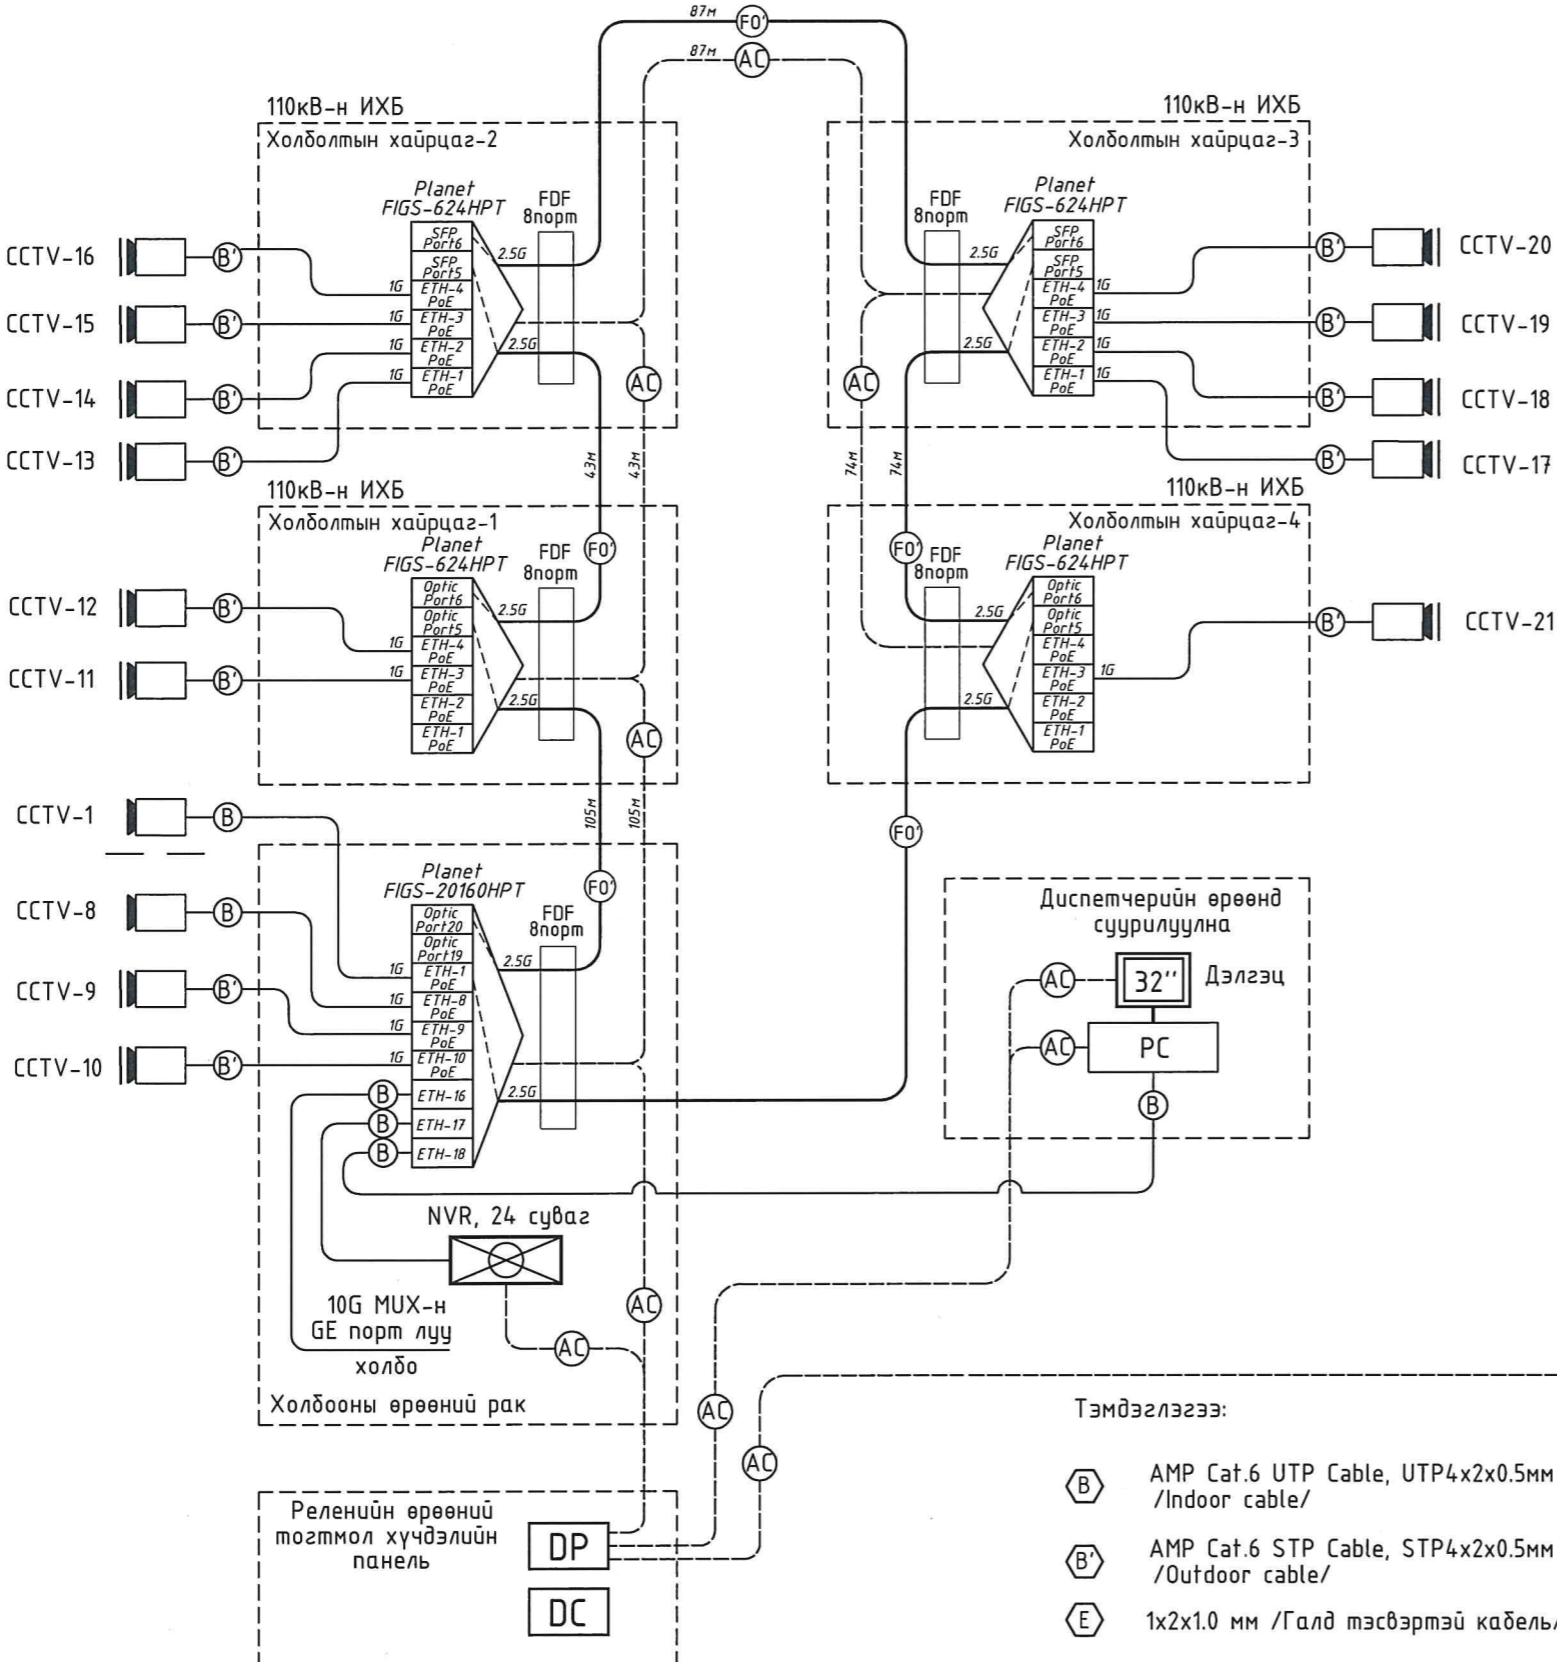 87м
FO'
87м
AC
110кВ-н ИХБ
Холболтын хайрцаг-2
Planet
FIGS-624HPT
FDF
8порт
SFP
Port6
SFP
Port5
ETH-4
PoE
ETH-3
PoE
ETH-2
PoE
ETH-1
PoE
2.5G
2.5G
1G
1G
1G
1G
CCTV-16
B'
CCTV-15
B'
CCTV-14
B'
CCTV-13
B'
AC
43м
43м
110кВ-н ИХБ
Холболтын хайрцаг-3
Planet
FIGS-624HPT
FDF
8порт
SFP
Port6
SFP
Port5
ETH-4
PoE
ETH-3
PoE
ETH-2
PoE
ETH-1
PoE
2.5G
2.5G
1G
1G
1G
1G
B'
CCTV-20
B'
CCTV-19
B'
CCTV-18
B'
CCTV-17
AC
74м
74м
110кВ-н ИХБ
Холболтын хайрцаг-1
Planet
FIGS-624HPT
FDF
8порт
FO'
Optic
Port6
Optic
Port5
ETH-4
PoE
ETH-3
PoE
ETH-2
PoE
ETH-1
PoE
2.5G
2.5G
1G
1G
CCTV-12
B'
CCTV-11
B'
AC
105м
105м
110кВ-н ИХБ
Холболтын хайрцаг-4
Planet
FIGS-624HPT
FO'
FDF
8порт
Optic
Port6
Optic
Port5
ETH-4
PoE
ETH-3
PoE
ETH-2
PoE
ETH-1
PoE
2.5G
2.5G
1G
B'
CCTV-21
FO'
CCTV-1
B
CCTV-8
B
CCTV-9
B'
CCTV-10
B'
Planet
FIGS-20160HPT
FO'
FDF
8порт
Optic
Port20
Optic
Port19
ETH-1
PoE
ETH-8
PoE
ETH-9
PoE
ETH-10
PoE
ETH-16
ETH-17
ETH-18
1G
1G
1G
1G
B
B
B
2.5G
2.5G
NVR, 24 суваг
10G MUX-н
GE порт луу
холбо
AC
AC
Холбооны өрөөний рак
Диспетчерийн өрөөнд
суурилуулна
AC
32''
Дэлгэц
AC
PC
B
AC
AC
Реленийн өрөөний
тогтмол хүчдэлийн
панель
DP
DC
Тэмдэглэгээ:
B
AMP Cat.6 UTP Cable, UTP4x2x0.5мм
/Indoor cable/
B'
AMP Cat.6 STP Cable, STP4x2x0.5мм
/Outdoor cable/
E
1x2x1.0 мм /Галд тэсвэртэй кабель/